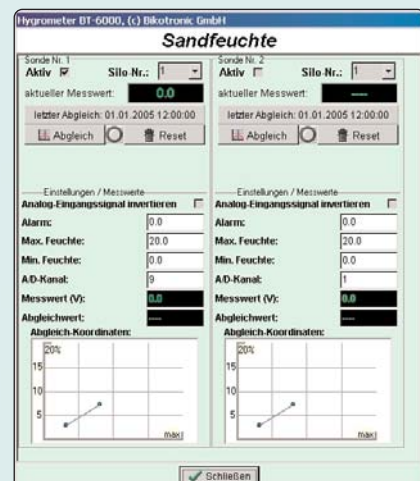 Hygrometer BT-6000, (c) Bikotronic GmbH
Sandfeuchte
Sonde Nr. 1
Aktiv Silo-Nr.: 1
aktueller Messwert: 0.0
letzter Abgleich: 01.01.2005 12:00:00
Abgleich Reset
Einstellungen / Messwerte
Analog-Eingangssignal invertieren
Alarm: 0.0
Max. Feuchte: 20.0
Min. Feuchte: 0.0
A/D-Kanal: 9
Messwert (V): 0.0
Abgleichwert: ---
Abgleich-Koordinaten:
20%
15
10
5
max
Sonde Nr. 2
Aktiv Silo-Nr.: 1
aktueller Messwert: ---
letzter Abgleich: 01.01.2005 12:00:00
Abgleich Reset
Einstellungen / Messwerte
Analog-Eingangssignal invertieren
Alarm: 0.0
Max. Feuchte: 20.0
Min. Feuchte: 0.0
A/D-Kanal: 1
Messwert (V): 0.0
Abgleichwert: ---
Abgleich-Koordinaten:
20%
15
10
5
max
Schließen